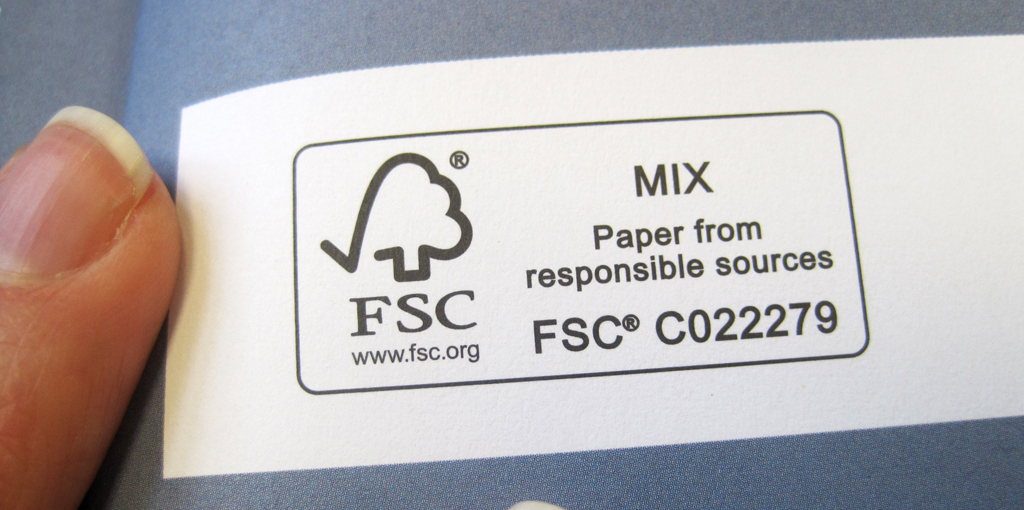 ®
FSC
www.fsc.org
MIX
Paper from
responsible sources
FSC® C022279